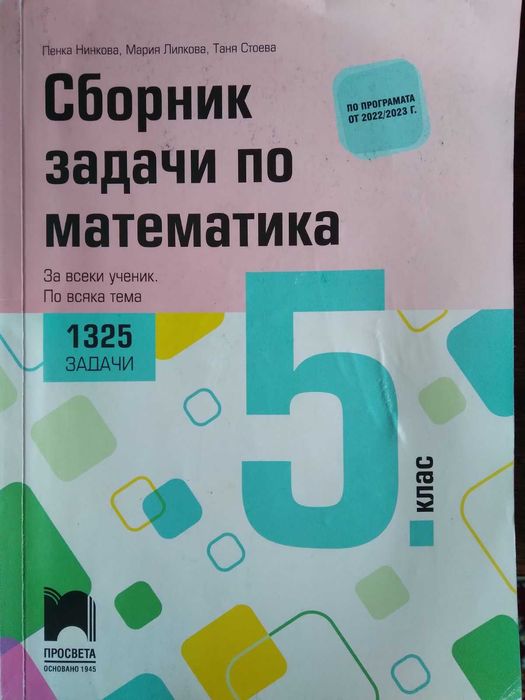 Пенка Нинкова, Мария Лилкова, Таня Стоева
Сборник
задачи по
математика
ПО ПРОГРАМАТА
ОТ 2022/2023 Г.
За всеки ученик.
По всяка тема
1325
ЗАДАЧИ
5.
клас
ПРОСВЕТА
ОСНОВАНО 1945